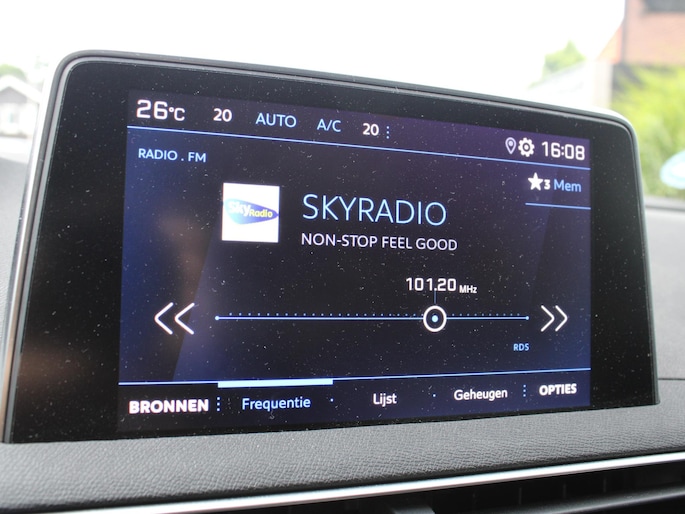 26°C 20 AUTO A/C 20 16:08
RADIO . FM
3 Mem
SkyRadio
SKYRADIO
NON-STOP FEEL GOOD
101.20 MHz
RDS
BRONNEN Frequentie Lijst Geheugen OPTIES